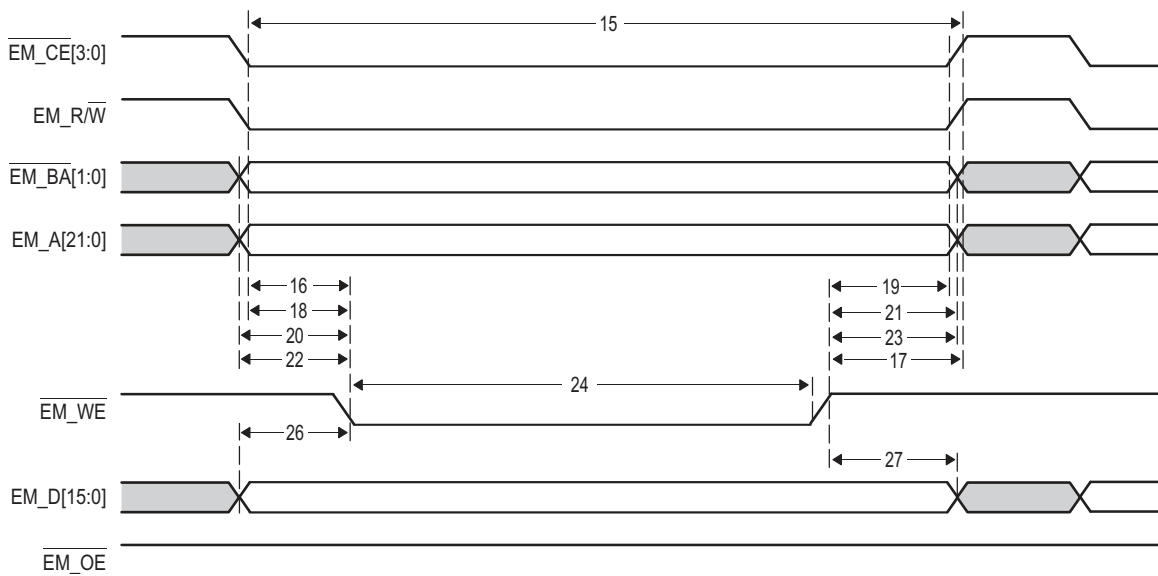 15
EM_CE[3:0]
EM_R/W
EM_BA[1:0]
EM_A[21:0]
16 19
18 21
20 23
22 17
24
EM_WE
26
27
EM_D[15:0]
EM_OE